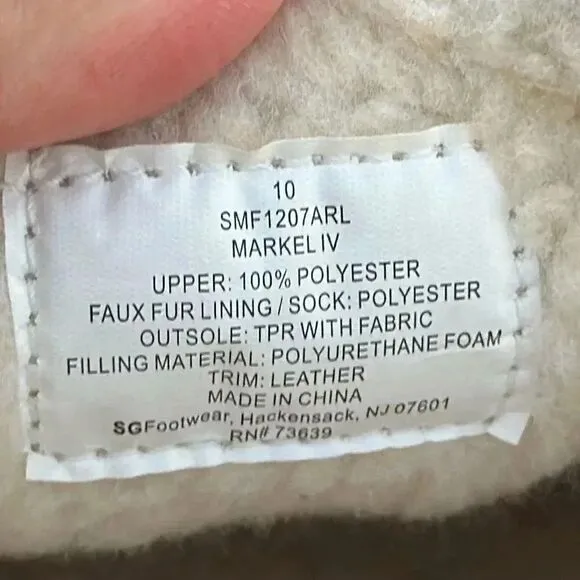 10
SMF1207ARL
MARKEL IV
UPPER: 100% POLYESTER
FAUX FUR LINING / SOCK: POLYESTER
OUTSOLE: TPR WITH FABRIC
FILLING MATERIAL: POLYURETHANE FOAM
TRIM: LEATHER
MADE IN CHINA
SGFootwear, Hackensack, NJ 07601
RN# 73639